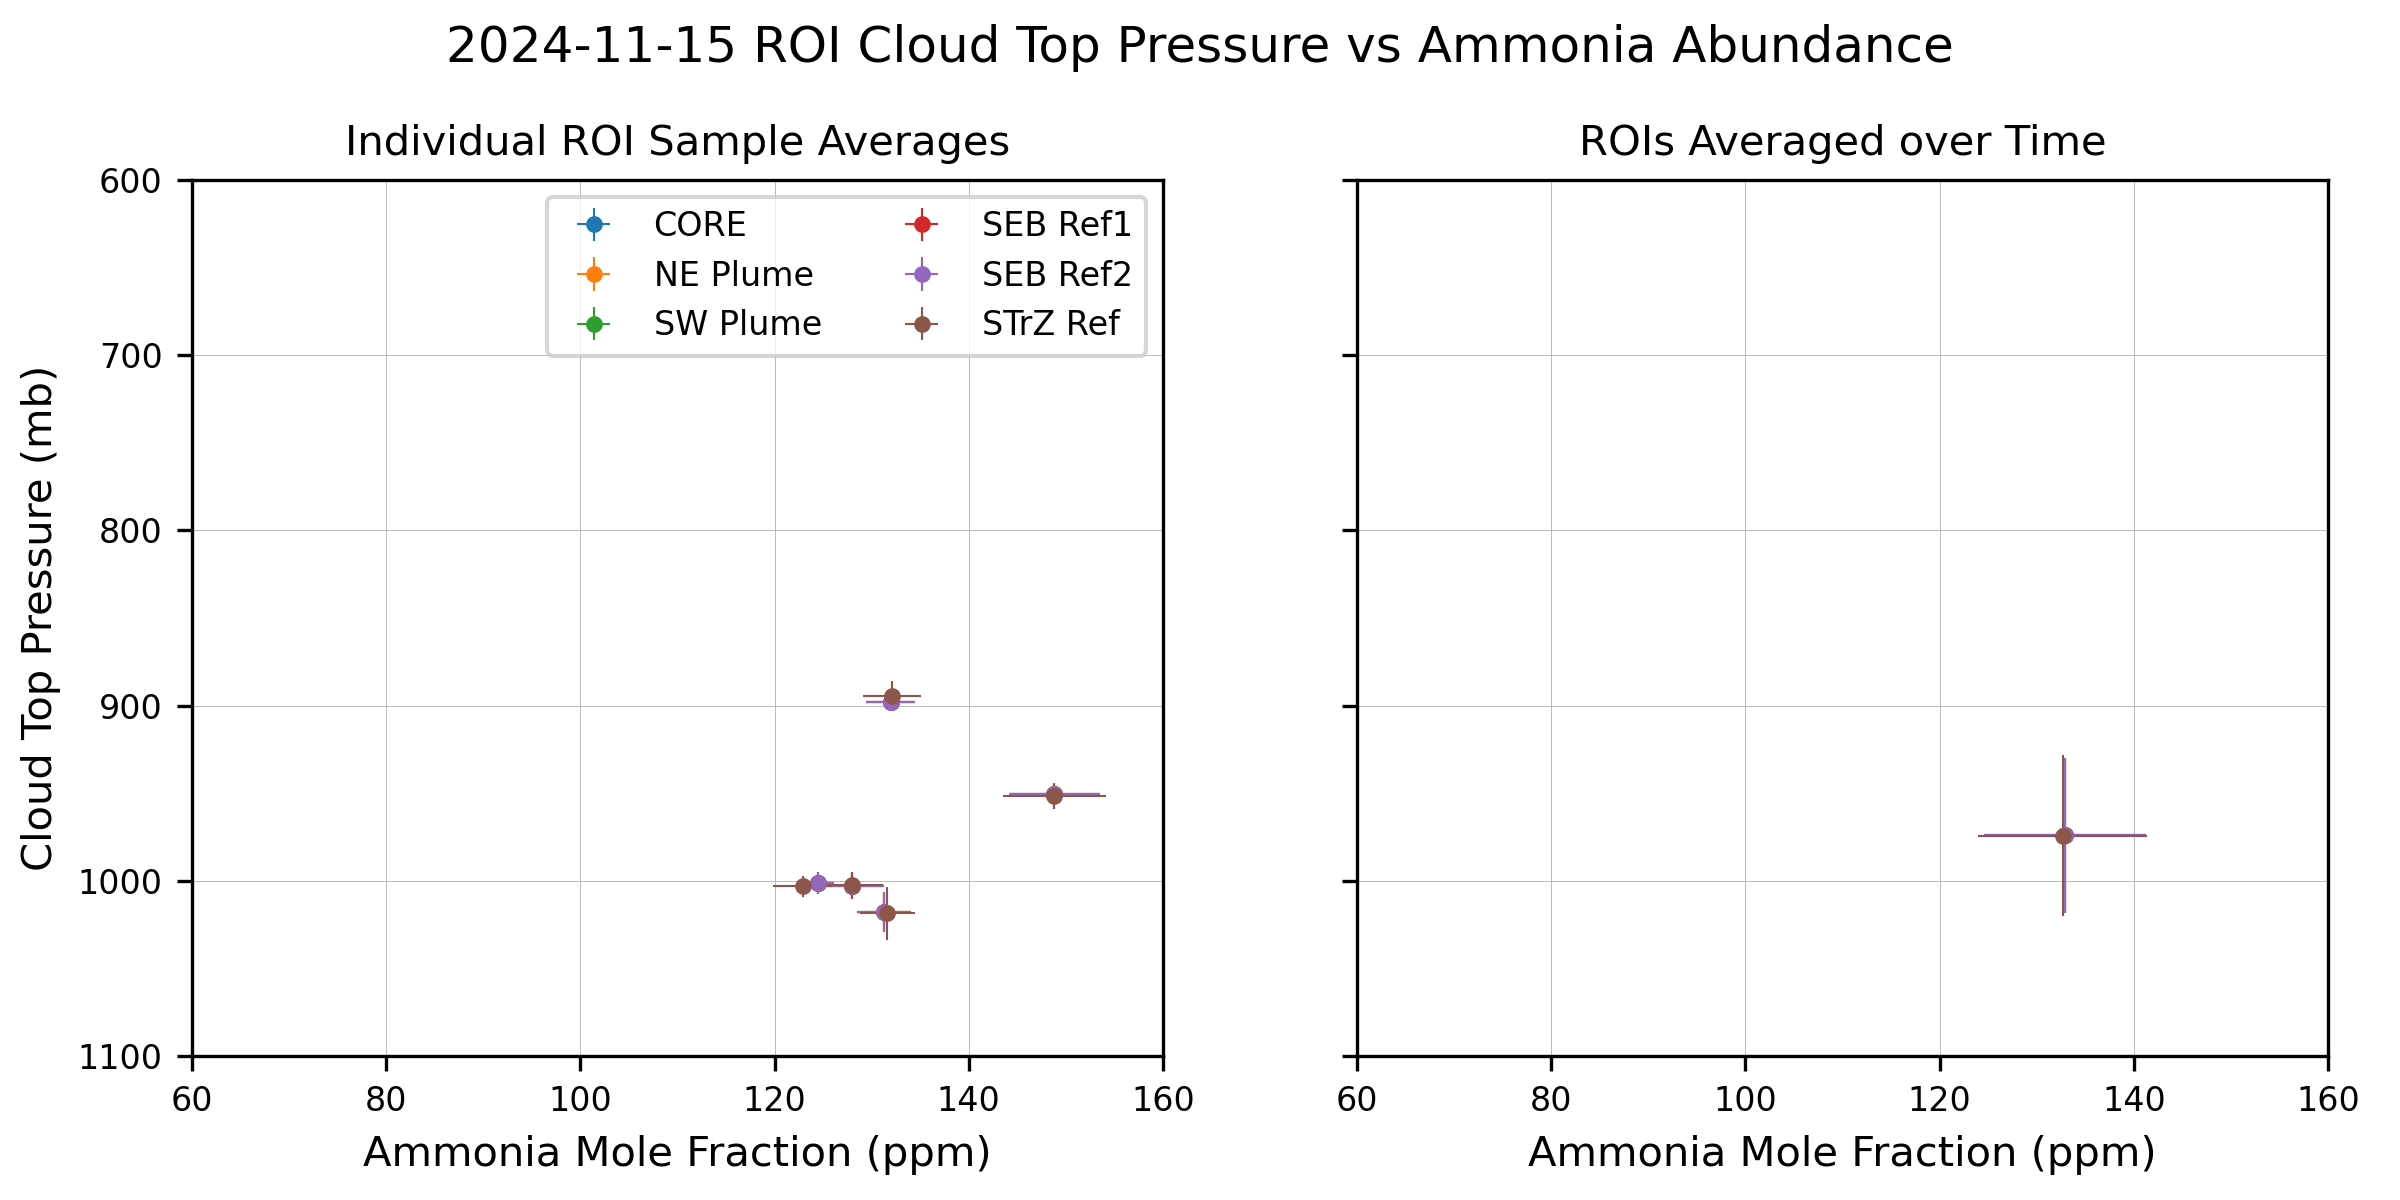 2024-11-15 ROI Cloud Top Pressure vs Ammonia Abundance
Individual ROI Sample Averages
ROIs Averaged over Time
CORE
NE Plume
SW Plume
SEB Ref1
SEB Ref2
STrZ Ref
Cloud Top Pressure (mb)
600
700
800
900
1000
1100
60 80 100 120 140 160
60 80 100 120 140 160
Ammonia Mole Fraction (ppm)
Ammonia Mole Fraction (ppm)